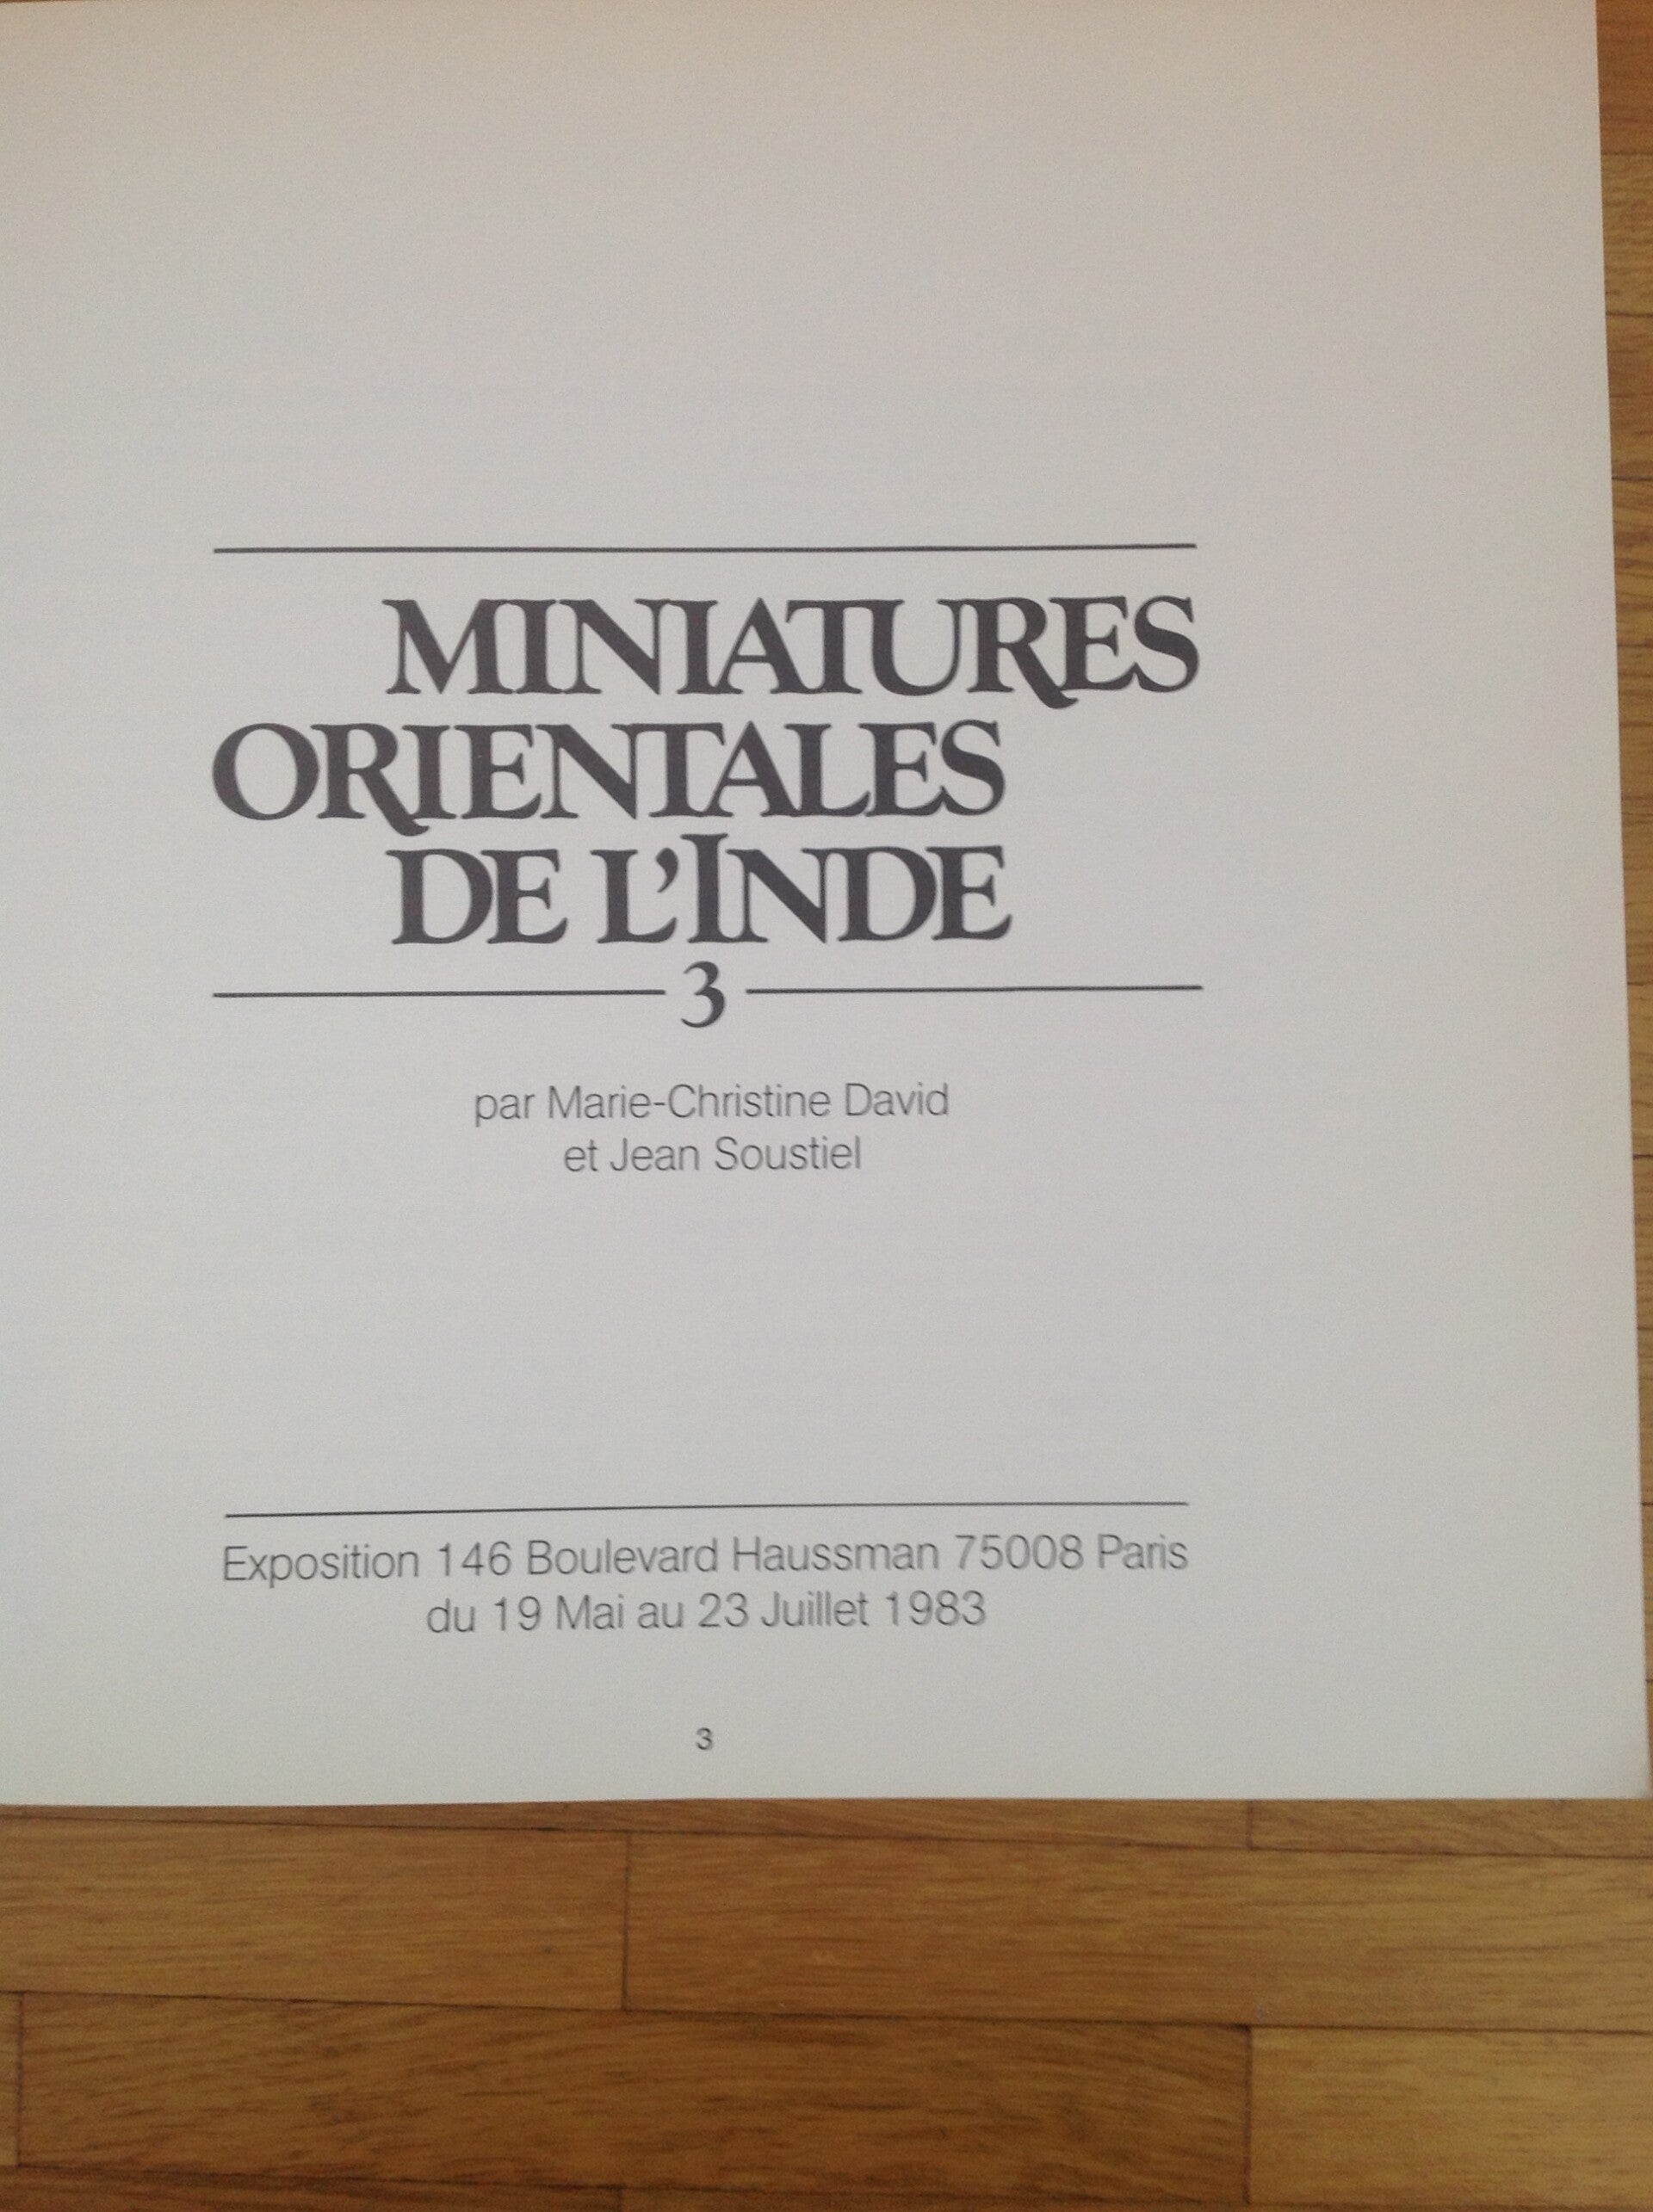 MINIATURES
ORIENTALES
DE L'INDE
3
par Marie-Christine David
et Jean Soustiel
Exposition 146 Boulevard Haussman 75008 Paris
du 19 Mai au 23 Juillet 1983
3